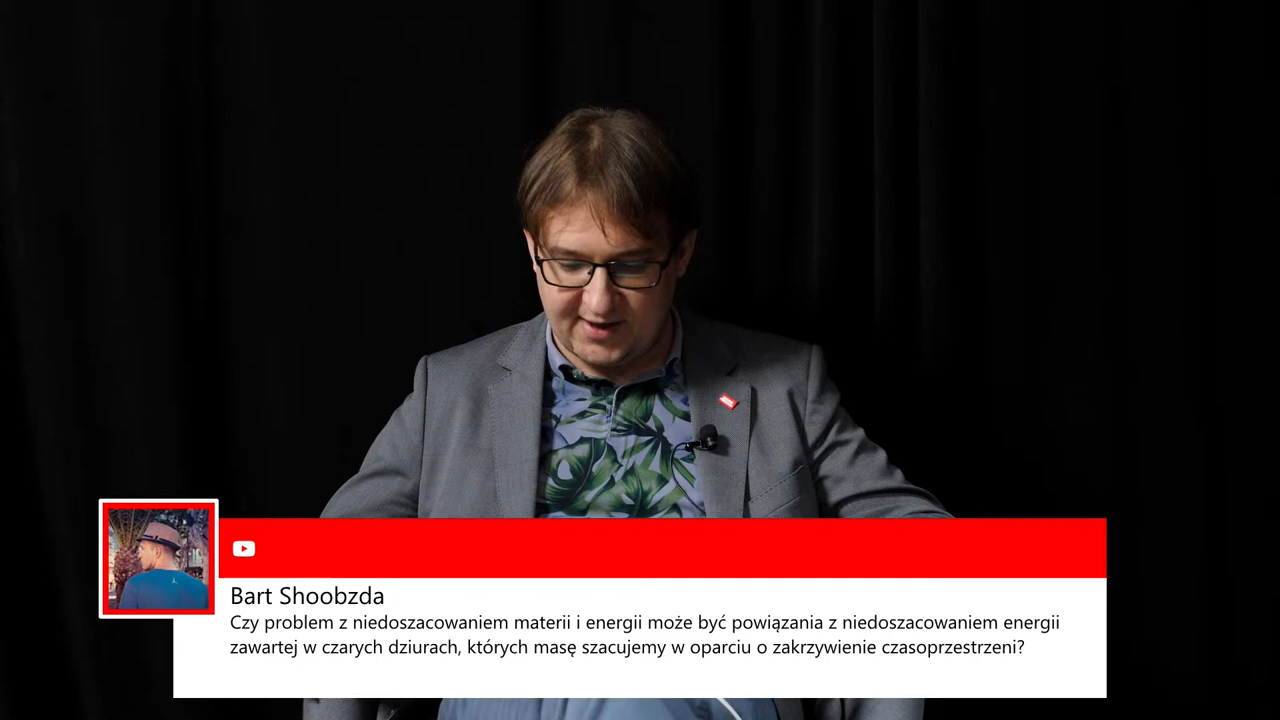 Bart Shoobzda
Czy problem z niedoszacowaniem materii i energii może być powiązania z niedoszacowaniem energii
zawartej w czarych dziurach, których masę szacujemy w oparciu o zakrzywienie czasoprzestrzeni?